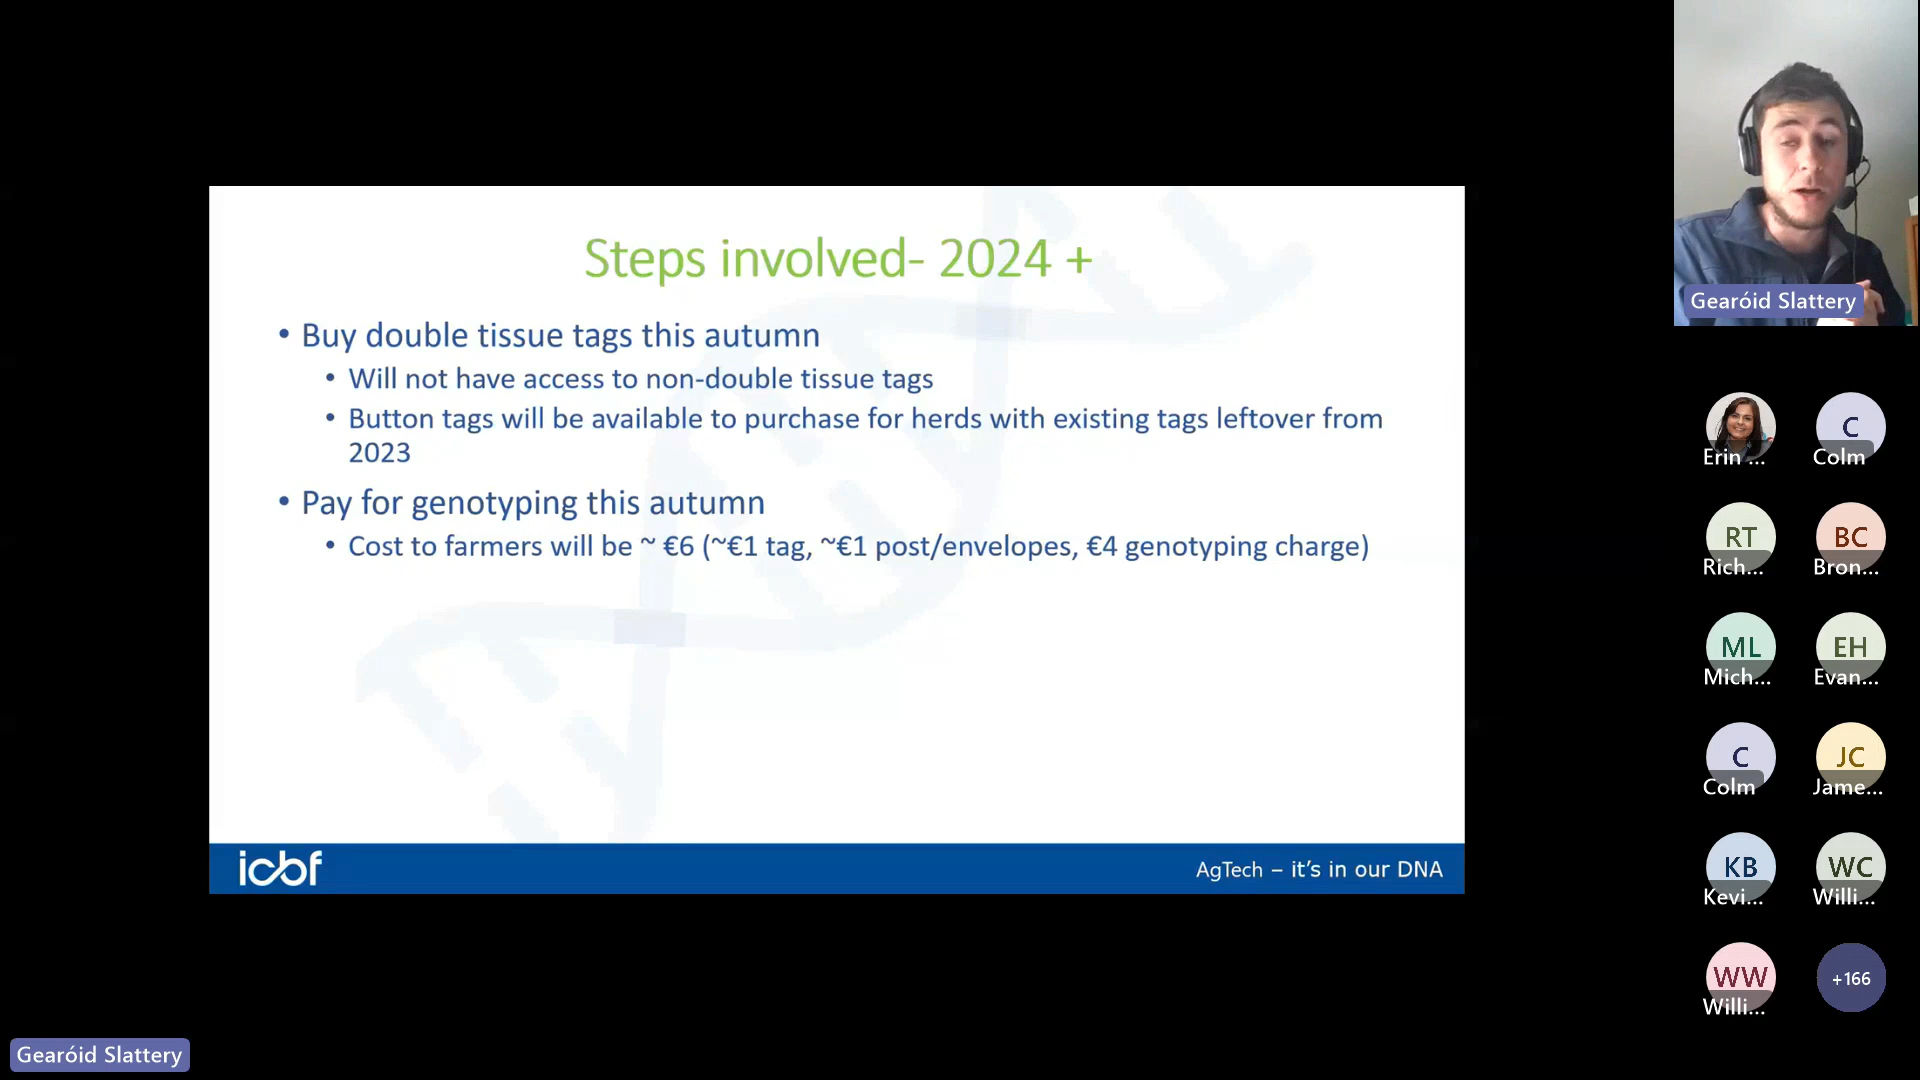 Steps involved- 2024 +
• Buy double tissue tags this autumn
• Will not have access to non-double tissue tags
• Button tags will be available to purchase for herds with existing tags leftover from
2023
• Pay for genotyping this autumn
• Cost to farmers will be ~ €6 (~€1 tag, ~€1 post/envelopes, €4 genotyping charge)
icbf
AgTech – it's in our DNA
Gearóid Slattery
Gearóid Slattery
Erin ...
C
Colm
RT
Rich...
BC
Bron...
ML
Mich...
EH
Evan...
C
Colm
JC
Jame...
KB
Kevi...
WC
Willi...
WW
Willi...
+166